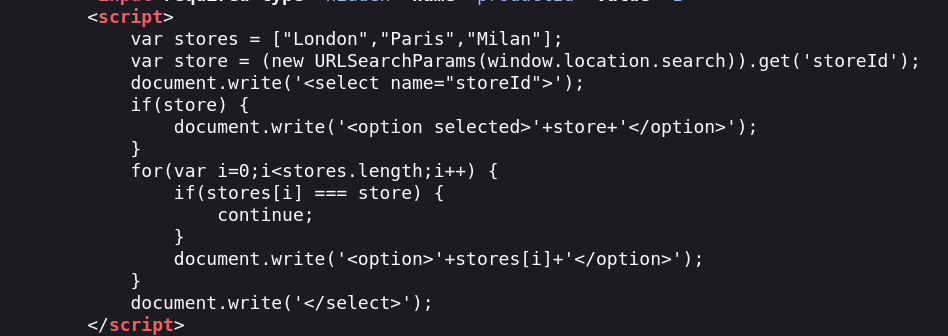 <script>
var stores = ["London","Paris","Milan"];
var store = (new URLSearchParams(window.location.search)).get('storeId');
document.write('<select name="storeId">');
if(store) {
document.write('<option selected>'+store+'</option>');
}
for(var i=0;i<stores.length;i++) {
if(stores[i] === store) {
continue;
}
document.write('<option>'+stores[i]+'</option>');
}
document.write('</select>');
</script>